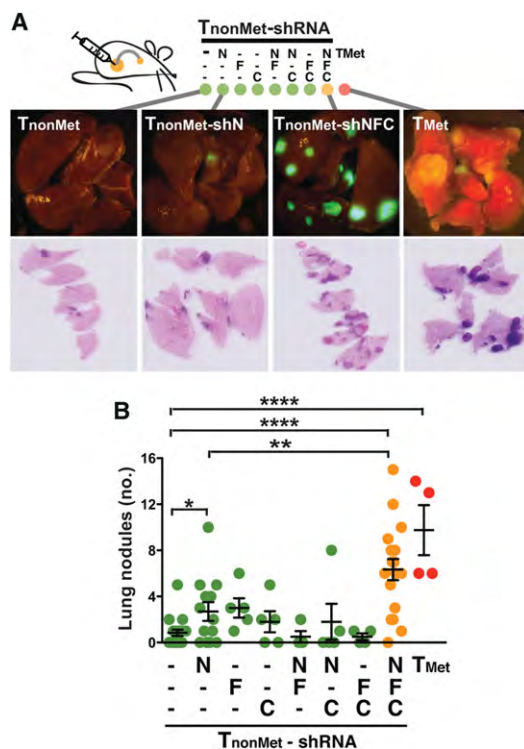 A
TnonMet-shRNA
- N - - N N - N TMet
- - F - F - F F
- - - C - C C C
TnonMet TnonMet-shN TnonMet-shNFC TMet
B
****
****
**
*
Lung nodules (no.)
16
12
8
4
0
- N - - N N - N TMet
- - F - F - F F
- - - C - C C C
TnonMet - shRNA